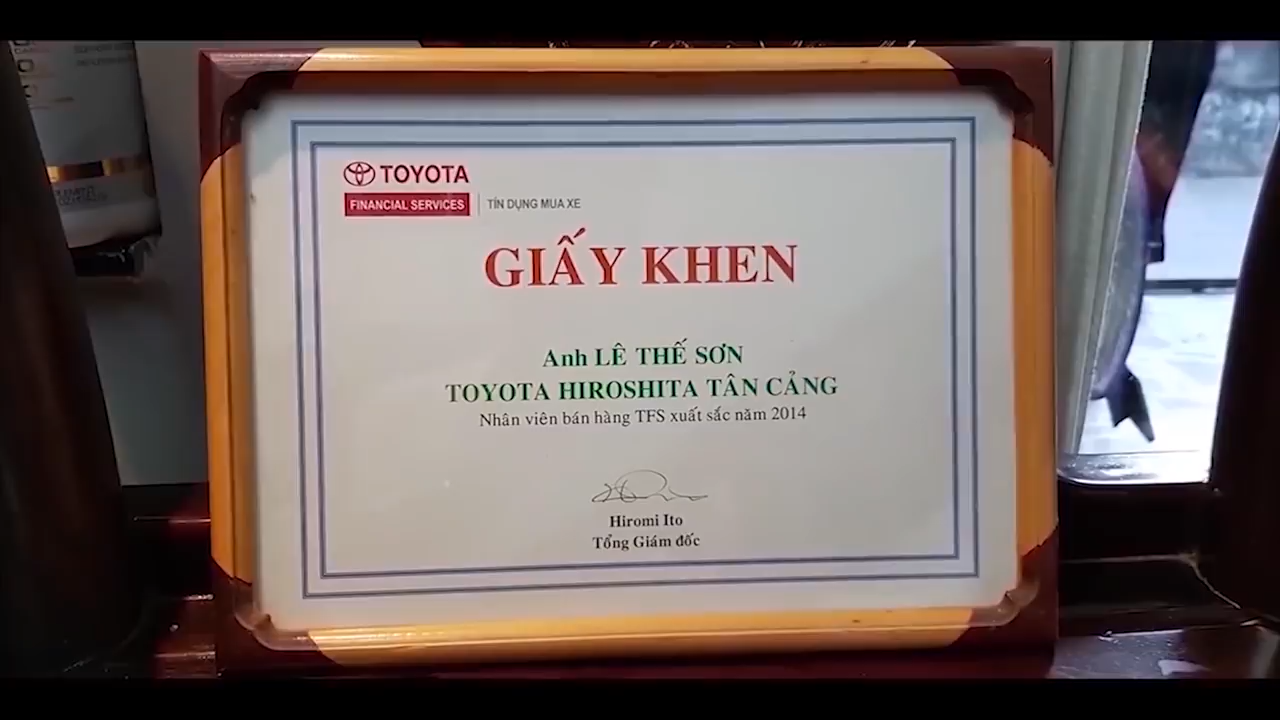 TOYOTA
FINANCIAL SERVICES | TÍN DỤNG MUA XE
GIẤY KHEN
Anh LÊ THẾ SƠN
TOYOTA HIROSHITA TÂN CẢNG
Nhân viên bán hàng TFS xuất sắc năm 2014
Hiromi Ito
Tổng Giám đốc